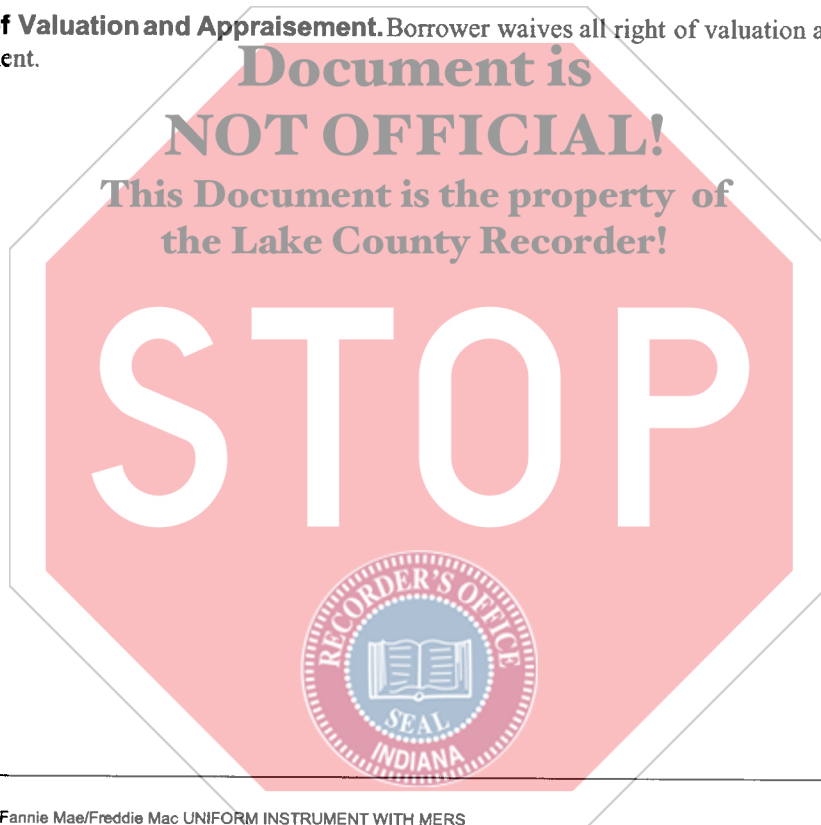 f Valuation and Appraisement. Borrower waives all right of valuation a
ent.
Document is
NOT OFFICIAL!
This Document is the property of
the Lake County Recorder!
STOP
RECORDER'S OFFICE
SEAL
INDIANA
Fannie Mae/Freddie Mac UNIFORM INSTRUMENT WITH MERS